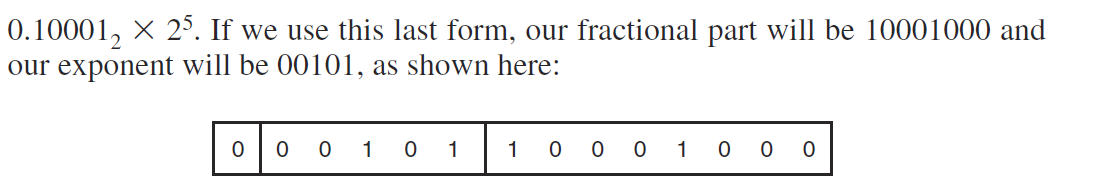 0.10001₂ × 2⁵. If we use this last form, our fractional part will be 10001000 and
our exponent will be 00101, as shown here:
0 0 0 1 0 1 1 0 0 0 1 0 0 0